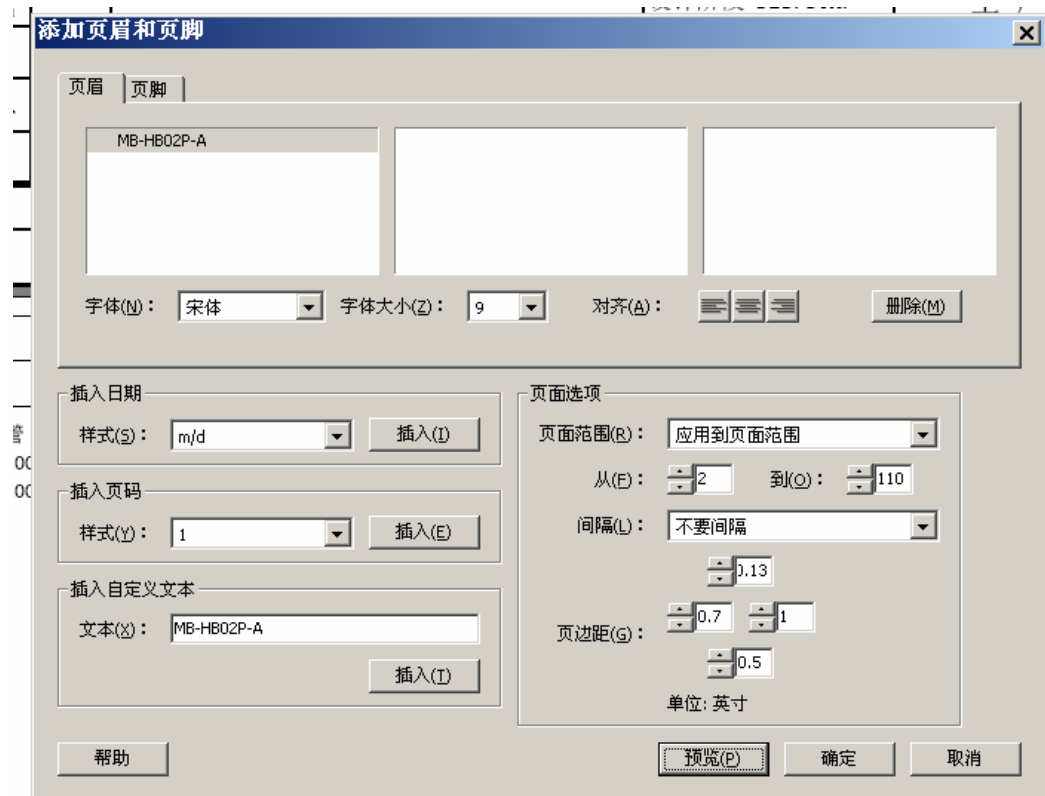 添加页眉和页脚
页眉 页脚
MB-HB02P-A
字体(N)： 宋体 字体大小(Z)： 9 对齐(A)： 删除(M)
插入日期
样式(S)： m/d 插入(I)
插入页码
样式(Y)： 1 插入(E)
插入自定义文本
文本(X)： MB-HB02P-A
插入(T)
页面选项
页面范围(R)： 应用到页面范围
从(F)： 2 到(O)： 110
间隔(L)： 不要间隔
0.13
页边距(G)： 0.7 1
0.5
单位: 英寸
帮助 预览(P) 确定 取消